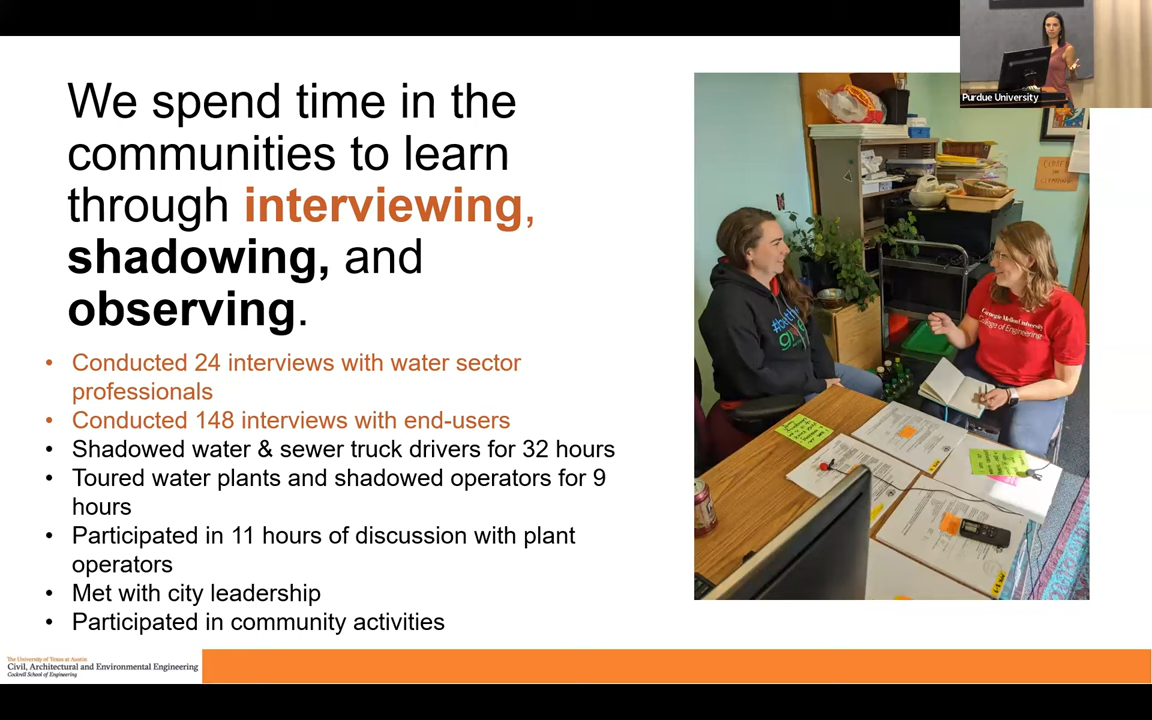 We spend time in the
communities to learn
through interviewing,
shadowing, and
observing.
• Conducted 24 interviews with water sector
professionals
• Conducted 148 interviews with end-users
• Shadowed water & sewer truck drivers for 32 hours
• Toured water plants and shadowed operators for 9
hours
• Participated in 11 hours of discussion with plant
operators
• Met with city leadership
• Participated in community activities
Purdue University
Carnegie Mellon University
College of Engineering
The University of Texas at Austin
Civil, Architectural and Environmental Engineering
Cockrell School of Engineering